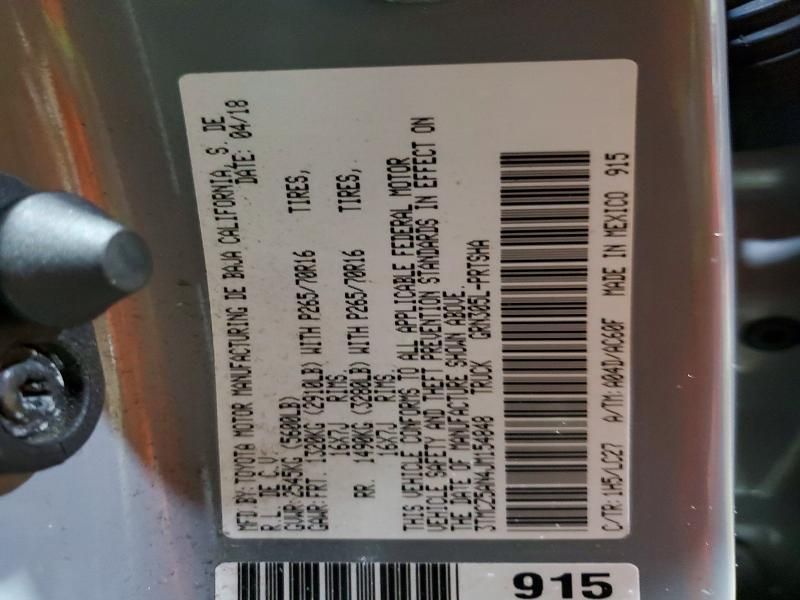 MFD BY: TOYOTA MOTOR MANUFACTURING DE BAJA CALIFORNIA, S. DE
R. L. DE C.V. DATE: 04/18
GVWR: 2545KG (5600LB)
GAWR: FRT. 1320KG (2910LB) WITH P265/70R16 TIRES,
16X7J RIMS
RR. 1490KG (3280LB) WITH P265/70R16 TIRES,
16X7J RIMS
THIS VEHICLE CONFORMS TO ALL APPLICABLE FEDERAL MOTOR
VEHICLE SAFETY AND THEFT PREVENTION STANDARDS IN EFFECT ON
THE DATE OF MANUFACTURE SHOWN ABOVE.
3TMCZ5AN4JM154848 TRUCK GRN305L-PRTSHA
C/TR: 1H5/LC27 A/TM: A04D/AC60F MADE IN MEXICO 915
915